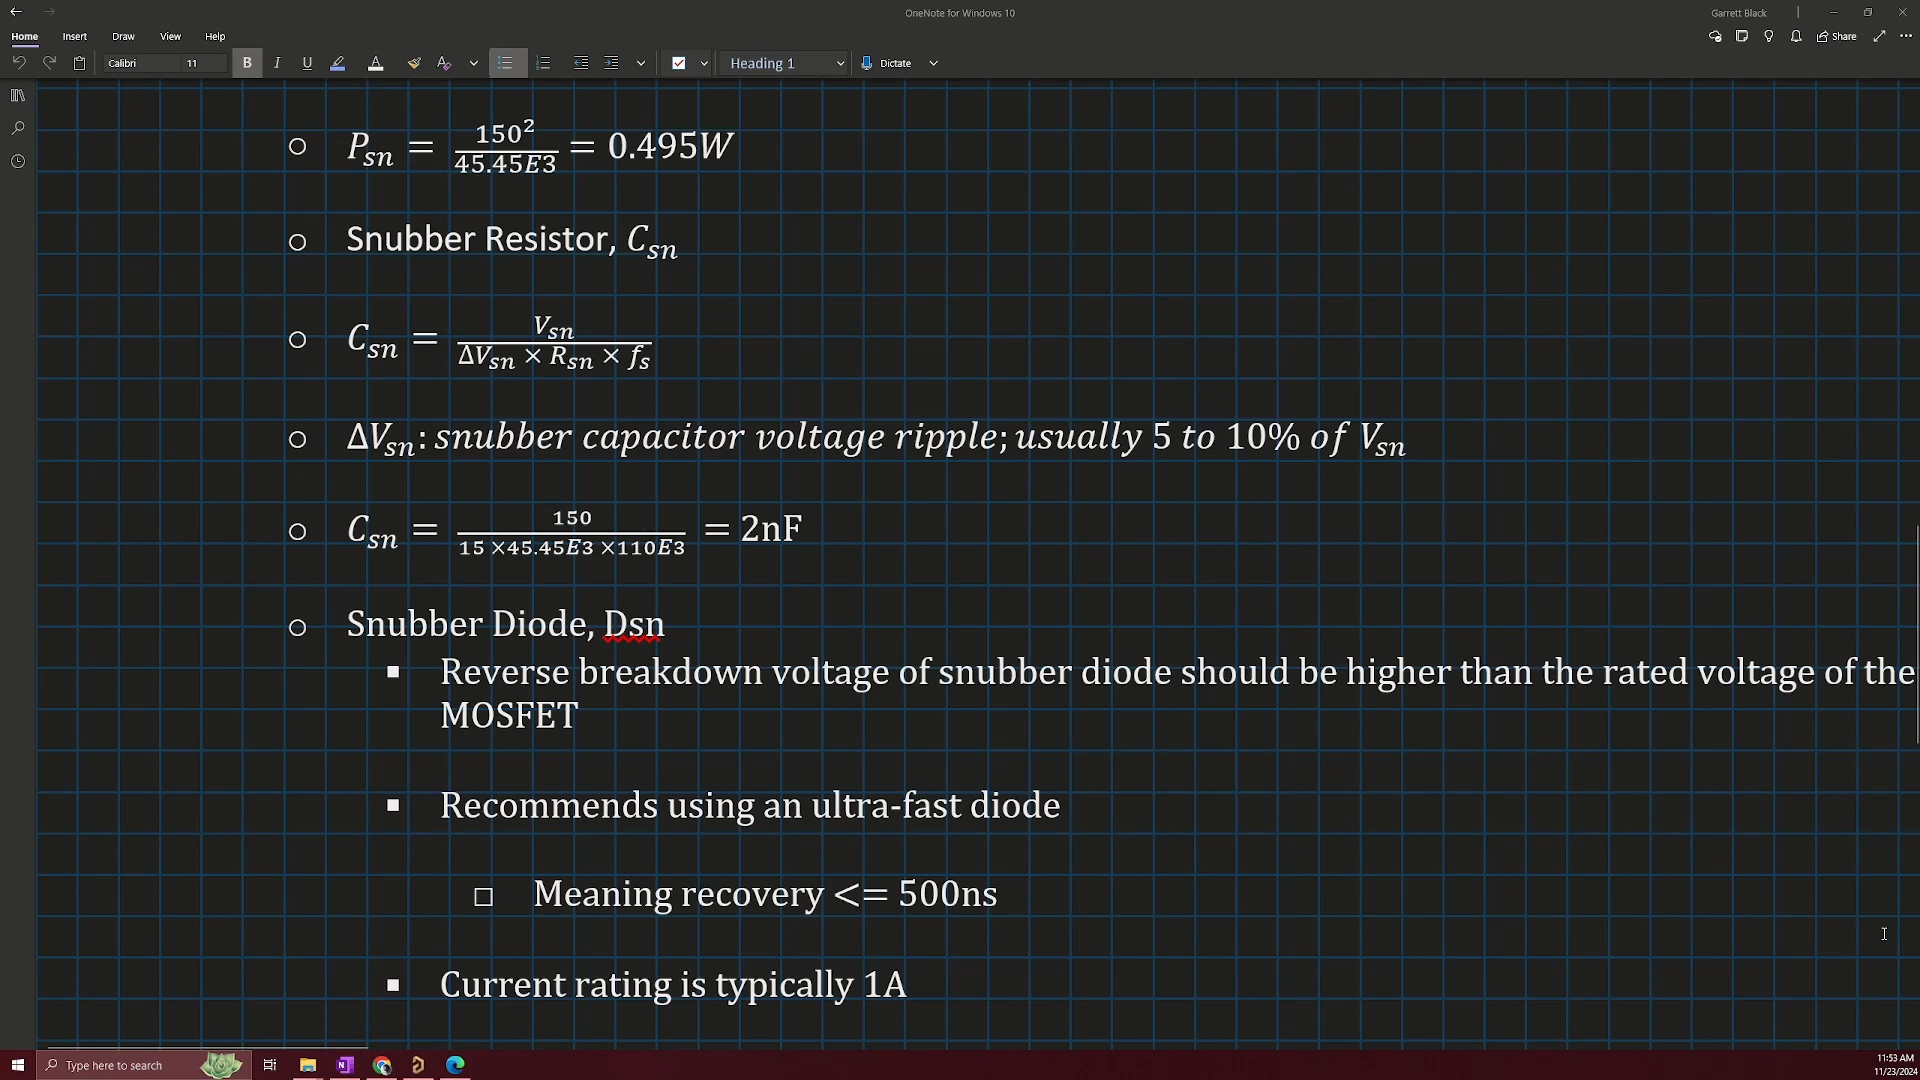 OneNote for Windows 10
Garrett Black
Home Insert Draw View Help
Share
Calibri 11 B I U A Heading 1 Dictate
P_sn = 150² / 45.45E3 = 0.495W
Snubber Resistor, C_sn
C_sn = V_sn / ΔV_sn × R_sn × f_s
ΔV_sn: snubber capacitor voltage ripple; usually 5 to 10% of V_sn
C_sn = 150 / 15 ×45.45E3 ×110E3 = 2nF
Snubber Diode, Dsn
Reverse breakdown voltage of snubber diode should be higher than the rated voltage of the
MOSFET
Recommends using an ultra-fast diode
Meaning recovery <= 500ns
Current rating is typically 1A
Type here to search
11:53 AM
11/23/2024